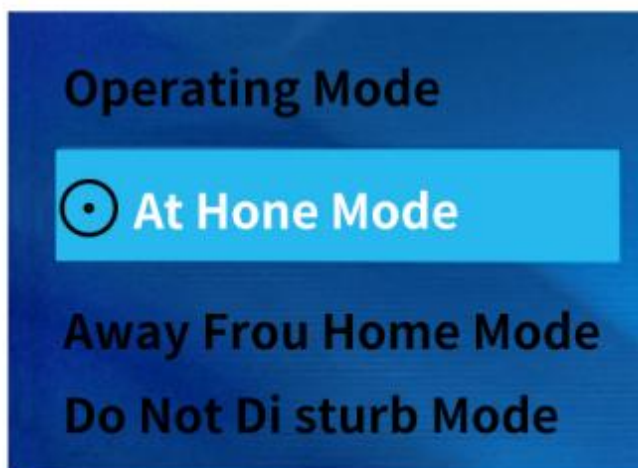 Operating Mode
At Hone Mode
Away Frou Home Mode
Do Not Di sturb Mode